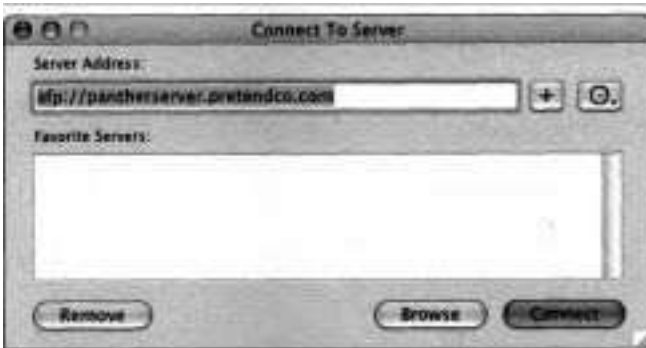 Connect To Server
Server Address:
afp://pantherserver.pretendco.com
+
Favorite Servers:
Remove
Browse
Connect